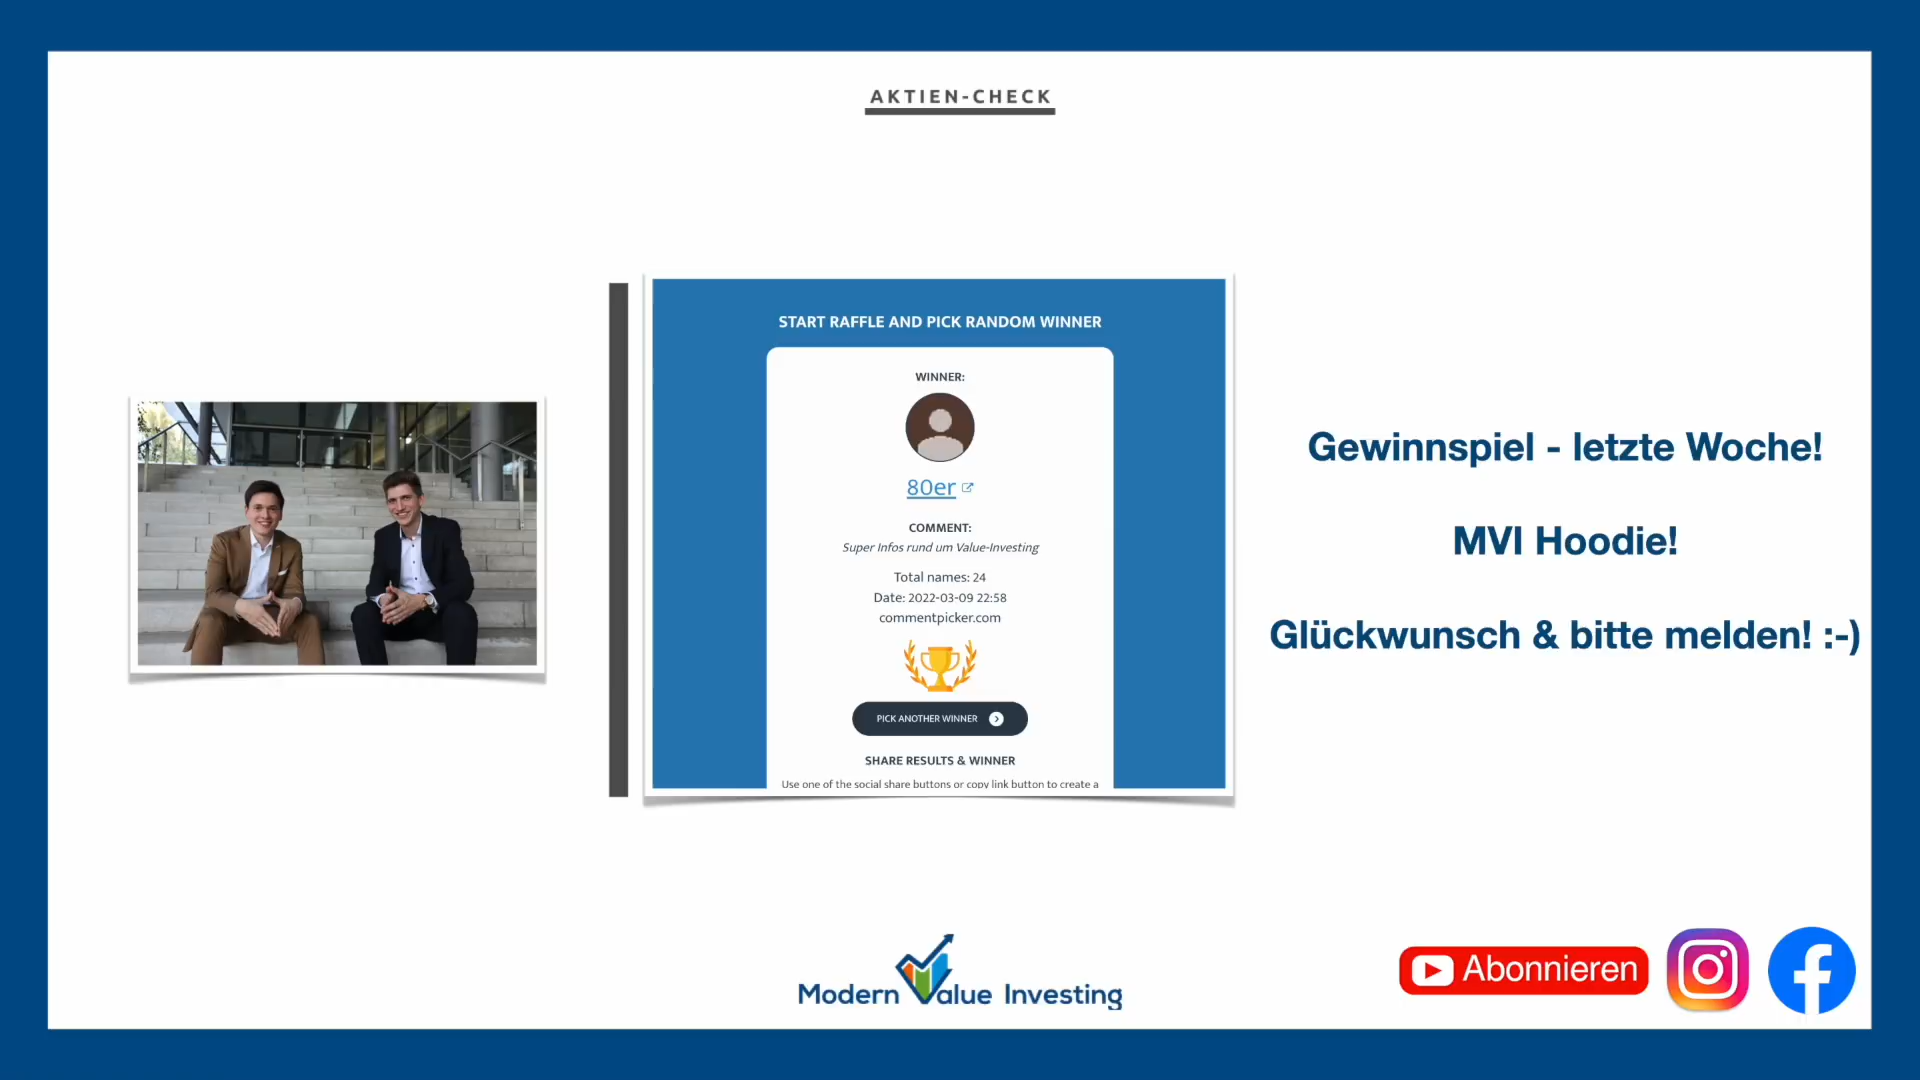 AKTIEN-CHECK
START RAFFLE AND PICK RANDOM WINNER
WINNER:
80er
COMMENT:
Super Infos rund um Value-Investing
Total names: 24
Date: 2022-03-09 22:58
commentpicker.com
PICK ANOTHER WINNER
SHARE RESULTS & WINNER
Use one of the social share buttons or copy link button to create a
Gewinnspiel - letzte Woche!
MVI Hoodie!
Glückwunsch & bitte melden! :-)
Modern Value Investing
Abonnieren